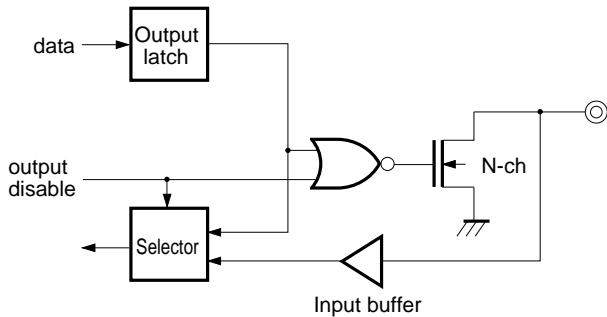 data
Output
latch
output
disable
N-ch
Selector
Input buffer